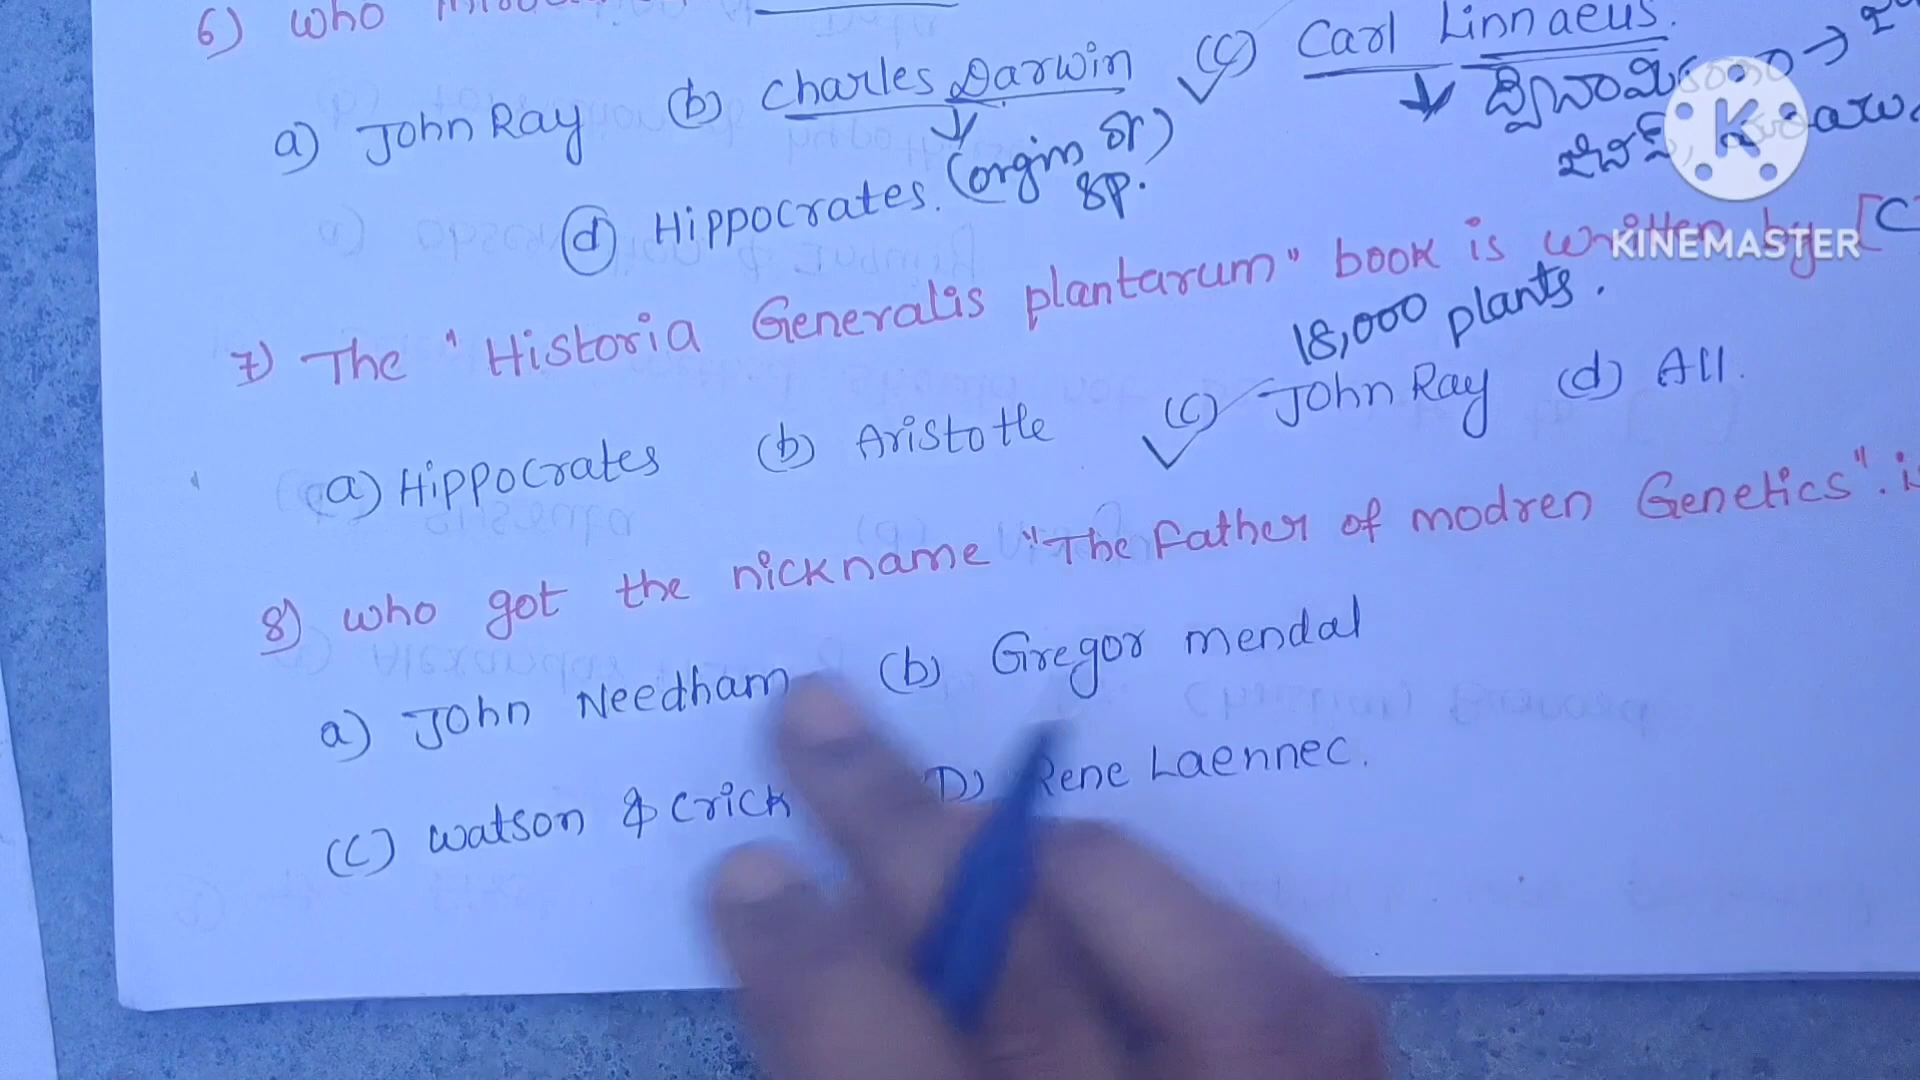 6) who
a) John Ray (b) Charles Darwin (c) Carl Linnaeus.
(orgin of
sp.
(d) Hippocrates.
7) The "Historia Generalis plantarum" book is written by [C
18,000 plants.
(a) Hippocrates (b) Aristotle (c) John Ray (d) All.
8) who got the nickname "The Father of modren Genetics".
a) John Needham (b) Gregor mendal
(C) Watson & Crick D) Rene Laennec.
K
KINEMASTER